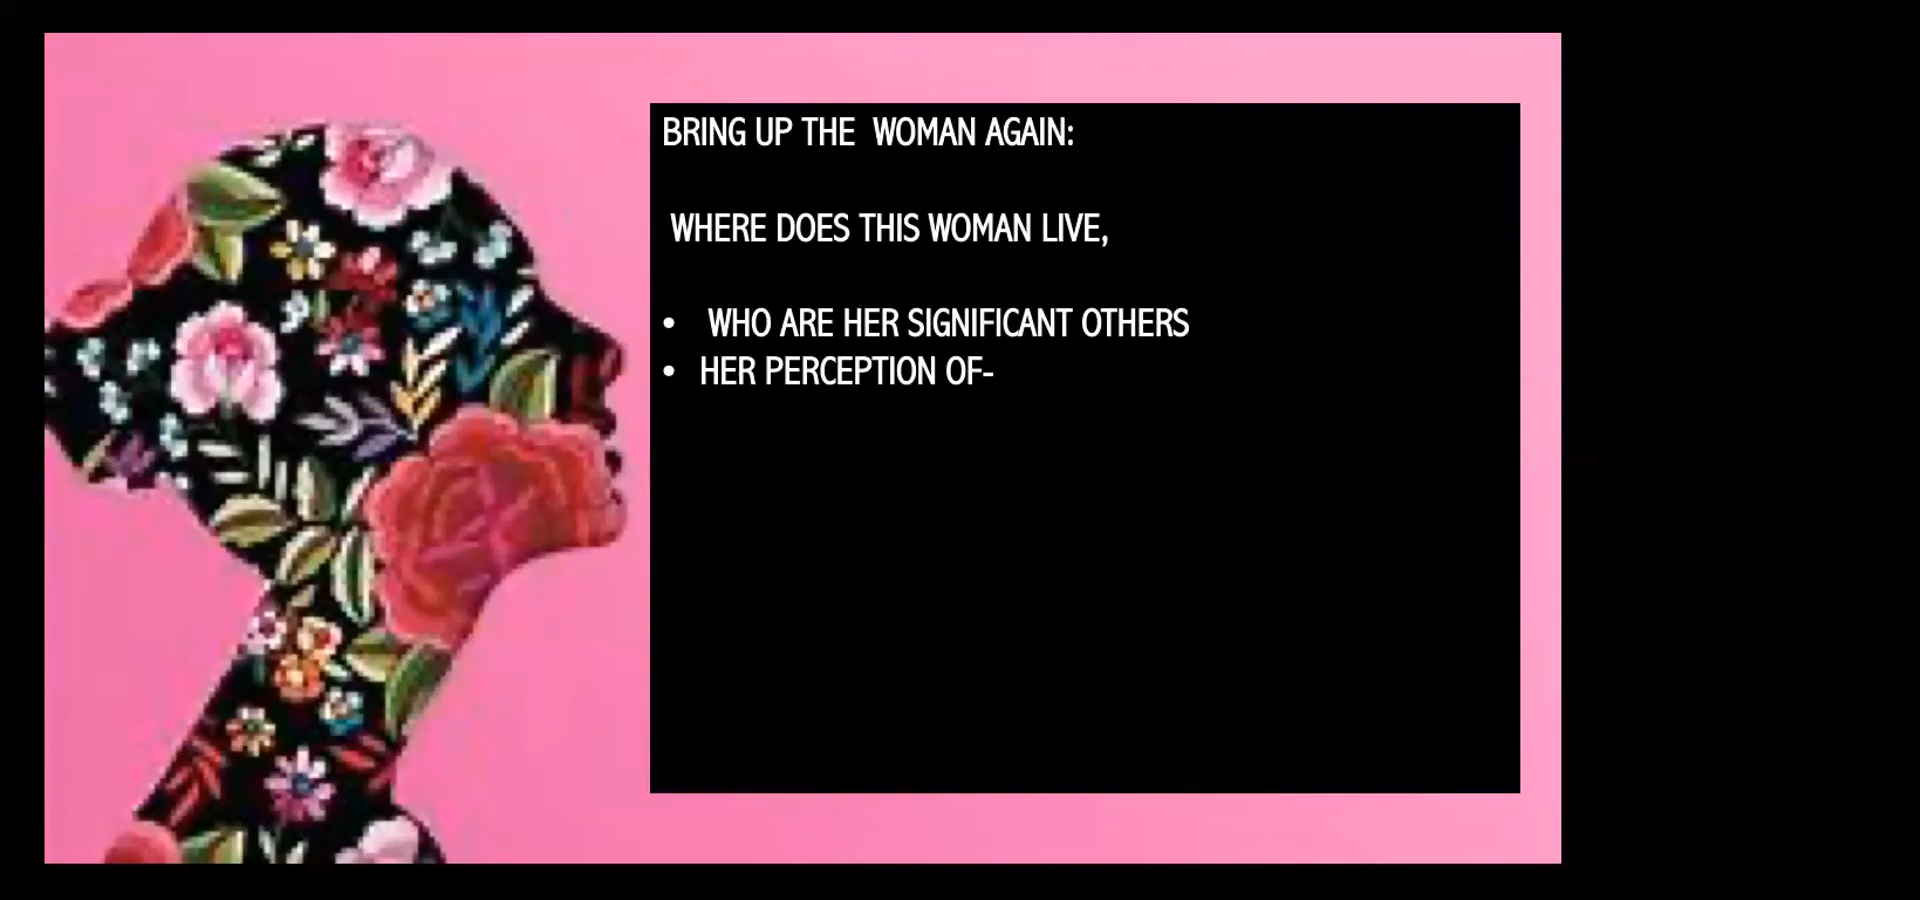 BRING UP THE  WOMAN AGAIN:
WHERE DOES THIS WOMAN LIVE,
• WHO ARE HER SIGNIFICANT OTHERS
• HER PERCEPTION OF-